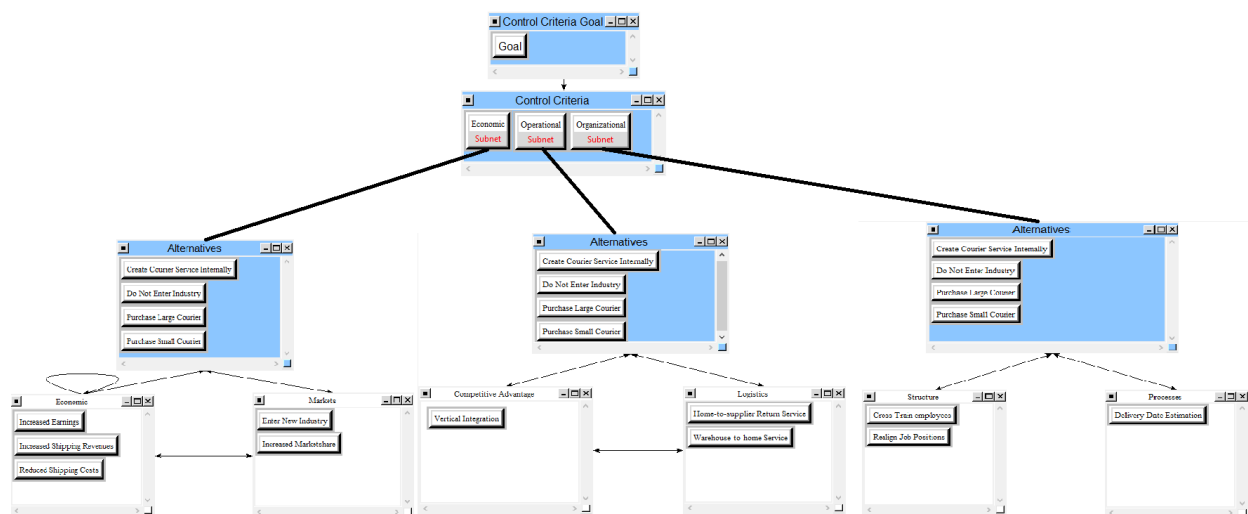 Control Criteria Goal
Goal
Control Criteria
Economic
Subnet
Operational
Subnet
Organizational
Subnet
Alternatives
Create Courier Service Internally
Do Not Enter Industry
Purchase Large Courier
Purchase Small Courier
Alternatives
Create Courier Service Internally
Do Not Enter Industry
Purchase Large Courier
Purchase Small Courier
Alternatives
Create Courier Service Internally
Do Not Enter Industry
Purchase Large Courier
Purchase Small Courier
Economic
Increased Earnings
Increased Shipping Revenues
Reduced Shipping Costs
Markets
Enter New Industry
Increased Marketshare
Competitive Advantage
Vertical Integration
Logistics
Home-to-supplier Return Service
Warehouse-to-home Service
Structure
Cross Train employees
Realign Job Positions
Processes
Delivery Date Estimation